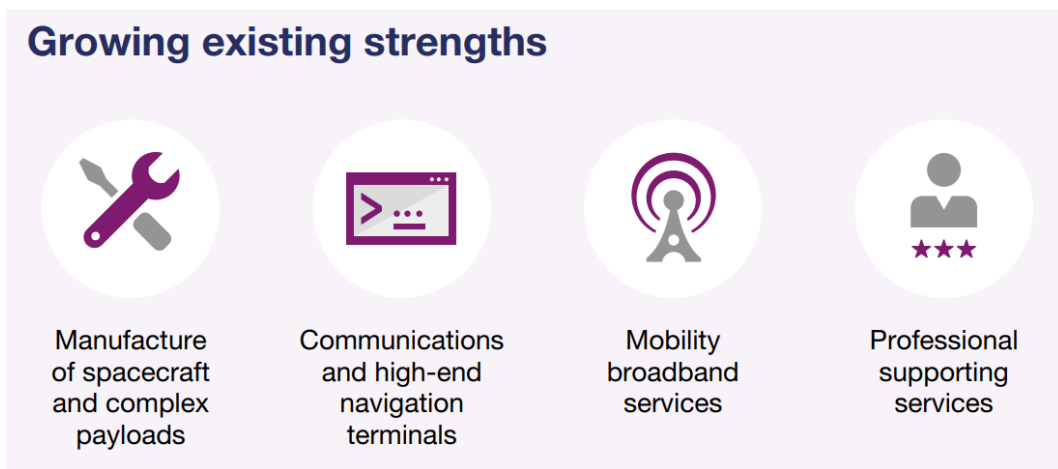 Growing existing strengths
Manufacture
of spacecraft
and complex
payloads
Communications
and high-end
navigation
terminals
Mobility
broadband
services
Professional
supporting
services